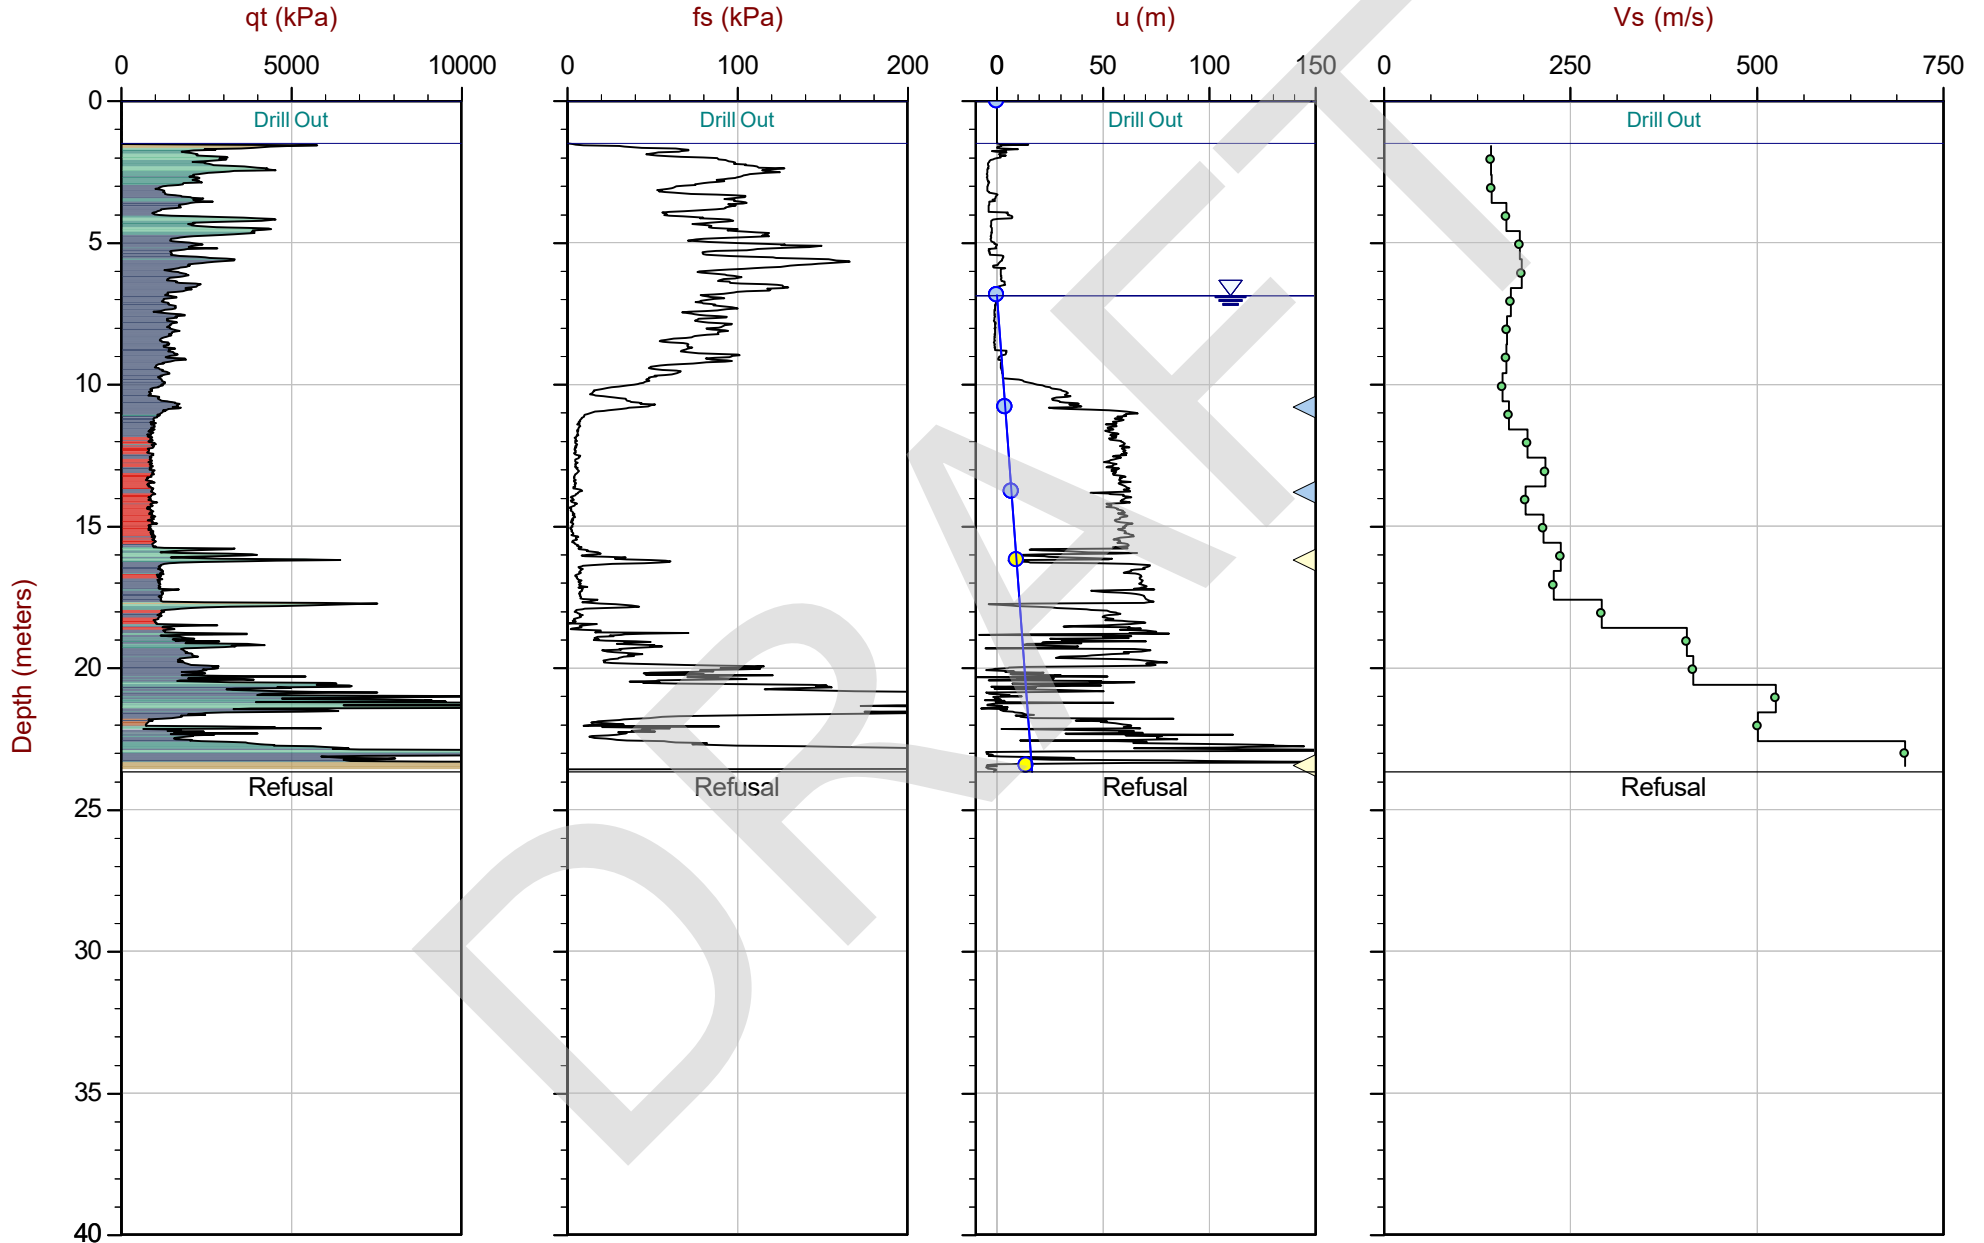 qt (kPa) fs (kPa) u (m) Vs (m/s)
0 5000 10000 0 100 200 0 50 100 150 0 250 500 750
0
Drill Out Drill Out Drill Out Drill Out
5
10
15
20
Refusal Refusal Refusal Refusal
25
30
35
40
Depth (meters)
DRAFT